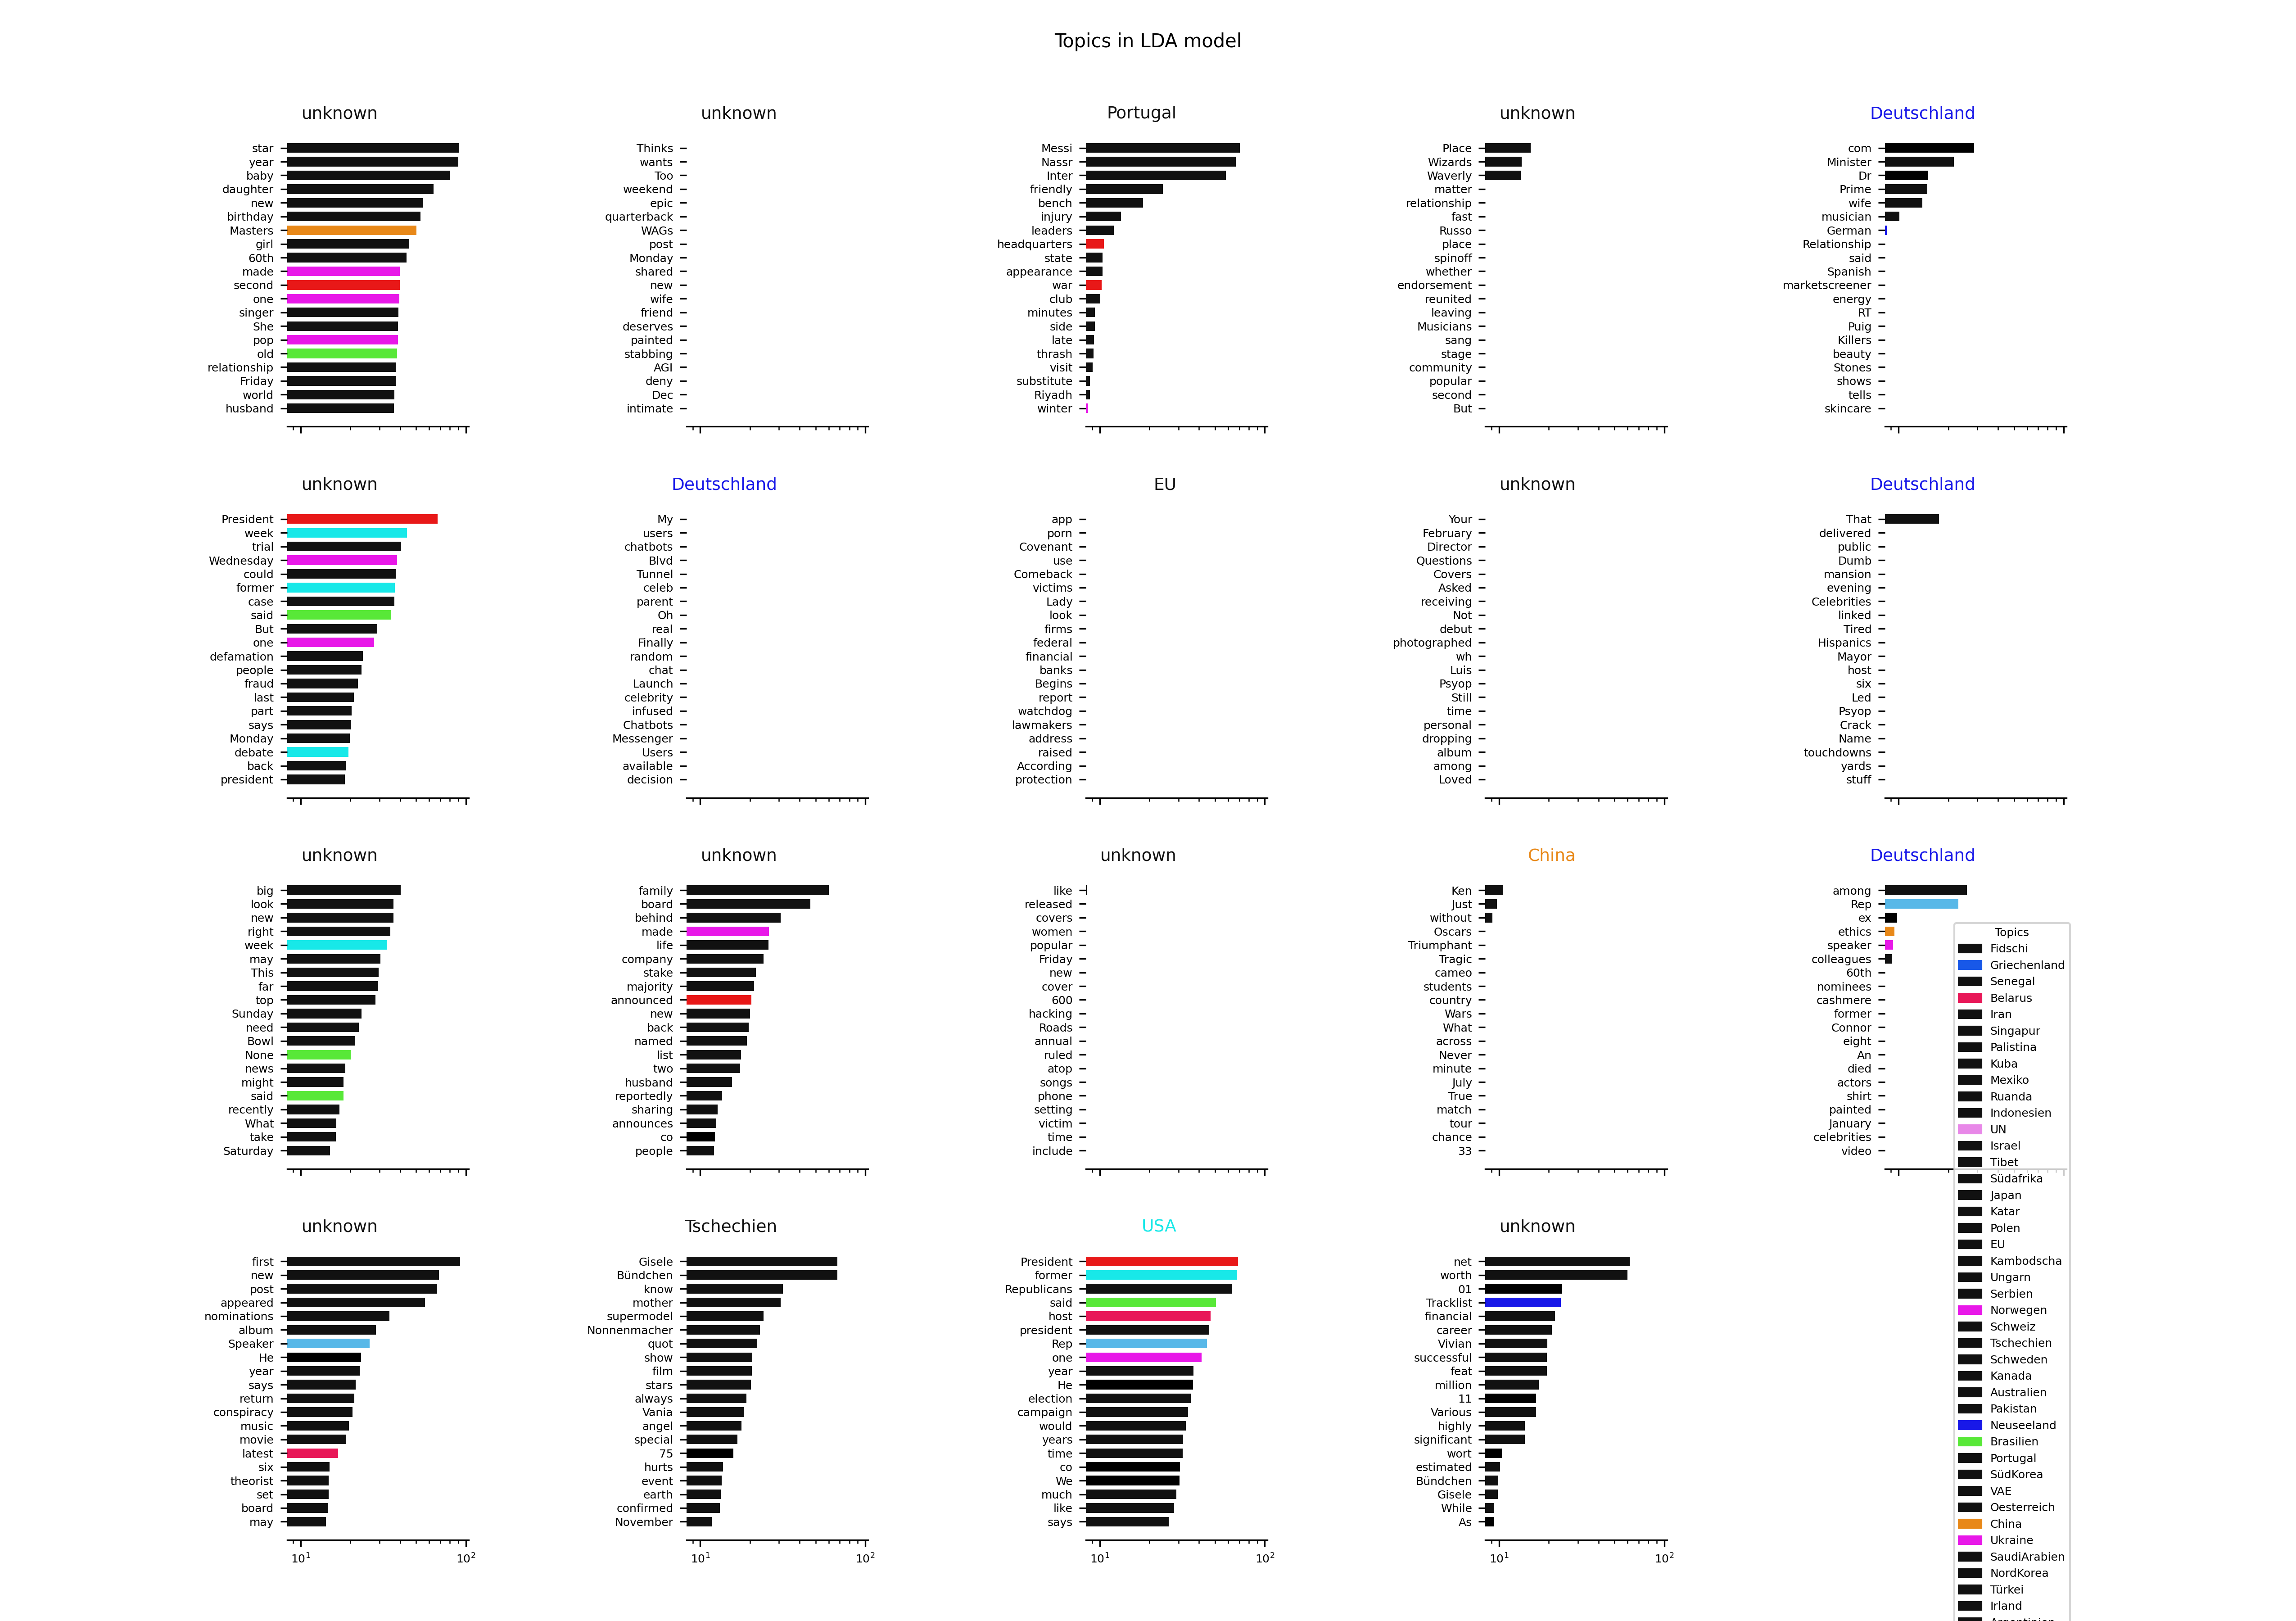 Topics in LDA model
unknown
star
year
baby
daughter
new
birthday
Masters
girl
60th
made
second
one
singer
She
pop
old
relationship
Friday
world
husband
unknown
Thinks
wants
Too
weekend
epic
quarterback
WAGs
post
Monday
shared
new
wife
friend
deserves
painted
stabbing
AGI
deny
Dec
intimate
Portugal
Messi
Nassr
Inter
friendly
bench
injury
leaders
headquarters
state
appearance
war
club
minutes
side
late
thrash
visit
substitute
Riyadh
winter
unknown
Place
Wizards
Waverly
matter
relationship
fast
Russo
place
spinoff
whether
endorsement
reunited
leaving
Musicians
sang
stage
community
popular
second
But
Deutschland
com
Minister
Dr
Prime
wife
musician
German
Relationship
said
Spanish
marketscreener
energy
RT
Puig
Killers
beauty
Stones
shows
tells
skincare
unknown
President
week
trial
Wednesday
could
former
case
said
But
one
defamation
people
fraud
last
part
says
Monday
debate
back
president
Deutschland
My
users
chatbots
Blvd
Tunnel
celeb
parent
Oh
real
Finally
random
chat
Launch
celebrity
infused
Chatbots
Messenger
Users
available
decision
EU
app
porn
Covenant
use
Comeback
victims
Lady
look
firms
federal
financial
banks
Begins
report
watchdog
lawmakers
address
raised
According
protection
unknown
Your
February
Director
Questions
Covers
Asked
receiving
Not
debut
photographed
wh
Luis
Psyop
Still
time
personal
dropping
album
among
Loved
Deutschland
That
delivered
public
Dumb
mansion
evening
Celebrities
linked
Tired
Hispanics
Mayor
host
six
Led
Psyop
Crack
Name
touchdowns
yards
stuff
unknown
big
look
new
right
week
may
This
far
top
Sunday
need
Bowl
None
news
might
said
recently
What
take
Saturday
unknown
family
board
behind
made
life
company
stake
majority
announced
new
back
named
list
two
husband
reportedly
sharing
announces
co
people
unknown
like
released
covers
women
popular
Friday
new
cover
600
hacking
Roads
annual
ruled
atop
songs
phone
setting
victim
time
include
China
Ken
Just
without
Oscars
Triumphant
Tragic
cameo
students
country
Wars
What
across
Never
minute
July
True
match
tour
chance
33
Deutschland
among
Rep
ex
ethics
speaker
colleagues
60th
nominees
cashmere
former
Connor
eight
An
died
actors
shirt
painted
January
celebrities
video
unknown
first
new
post
appeared
nominations
album
Speaker
He
year
says
return
conspiracy
music
movie
latest
six
theorist
set
board
may
10¹ 10²
Tschechien
Gisele
Bündchen
know
mother
supermodel
Nonnenmacher
quot
show
film
stars
always
Vania
angel
special
75
hurts
event
earth
confirmed
November
10¹ 10²
USA
President
former
Republicans
said
host
president
Rep
one
year
He
election
campaign
would
years
time
co
We
much
like
says
10¹ 10²
unknown
net
worth
01
Tracklist
financial
career
Vivian
successful
feat
million
11
Various
highly
significant
wort
estimated
Bündchen
Gisele
While
As
10¹ 10²
Topics
Fidschi
Griechenland
Senegal
Belarus
Iran
Singapur
Palistina
Kuba
Mexiko
Ruanda
Indonesien
UN
Israel
Tibet
Südafrika
Japan
Katar
Polen
EU
Kambodscha
Ungarn
Serbien
Norwegen
Schweiz
Tschechien
Schweden
Kanada
Australien
Pakistan
Neuseeland
Brasilien
Portugal
SüdKorea
VAE
Oesterreich
China
Ukraine
SaudiArabien
NordKorea
Türkei
Irland